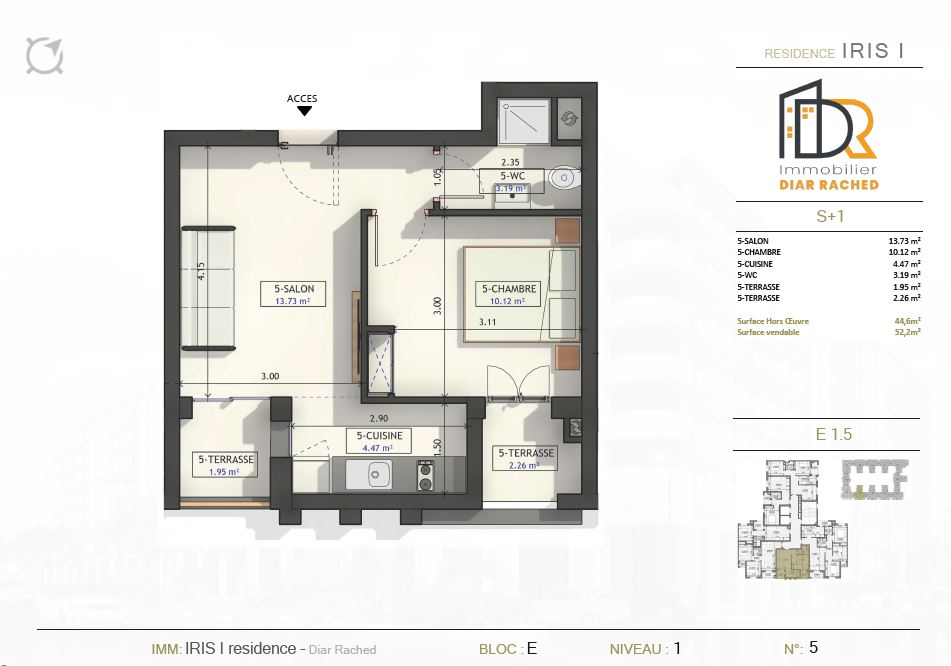 RESIDENCE IRIS I
DR
Immobilier
DIAR RACHED
S+1
5-SALON 13.73 m²
5-CHAMBRE 10.12 m²
5-CUISINE 4.47 m²
5-WC 3.19 m²
5-TERRASSE 1.95 m²
5-TERRASSE 2.26 m²
Surface Hors Œuvre 44,6m²
Surface vendable 52,2m²
E 1.5
ACCES
2.35
1.05
5-WC
3.19 m²
4.15
5-SALON
13.73 m²
3.00
5-CHAMBRE
10.12 m²
3.11
3.00
2.90
5-CUISINE
4.47 m²
1.50
5-TERRASSE
1.95 m²
5-TERRASSE
2.26 m²
IMM: IRIS I residence - Diar Rached BLOC : E NIVEAU : 1 N°: 5